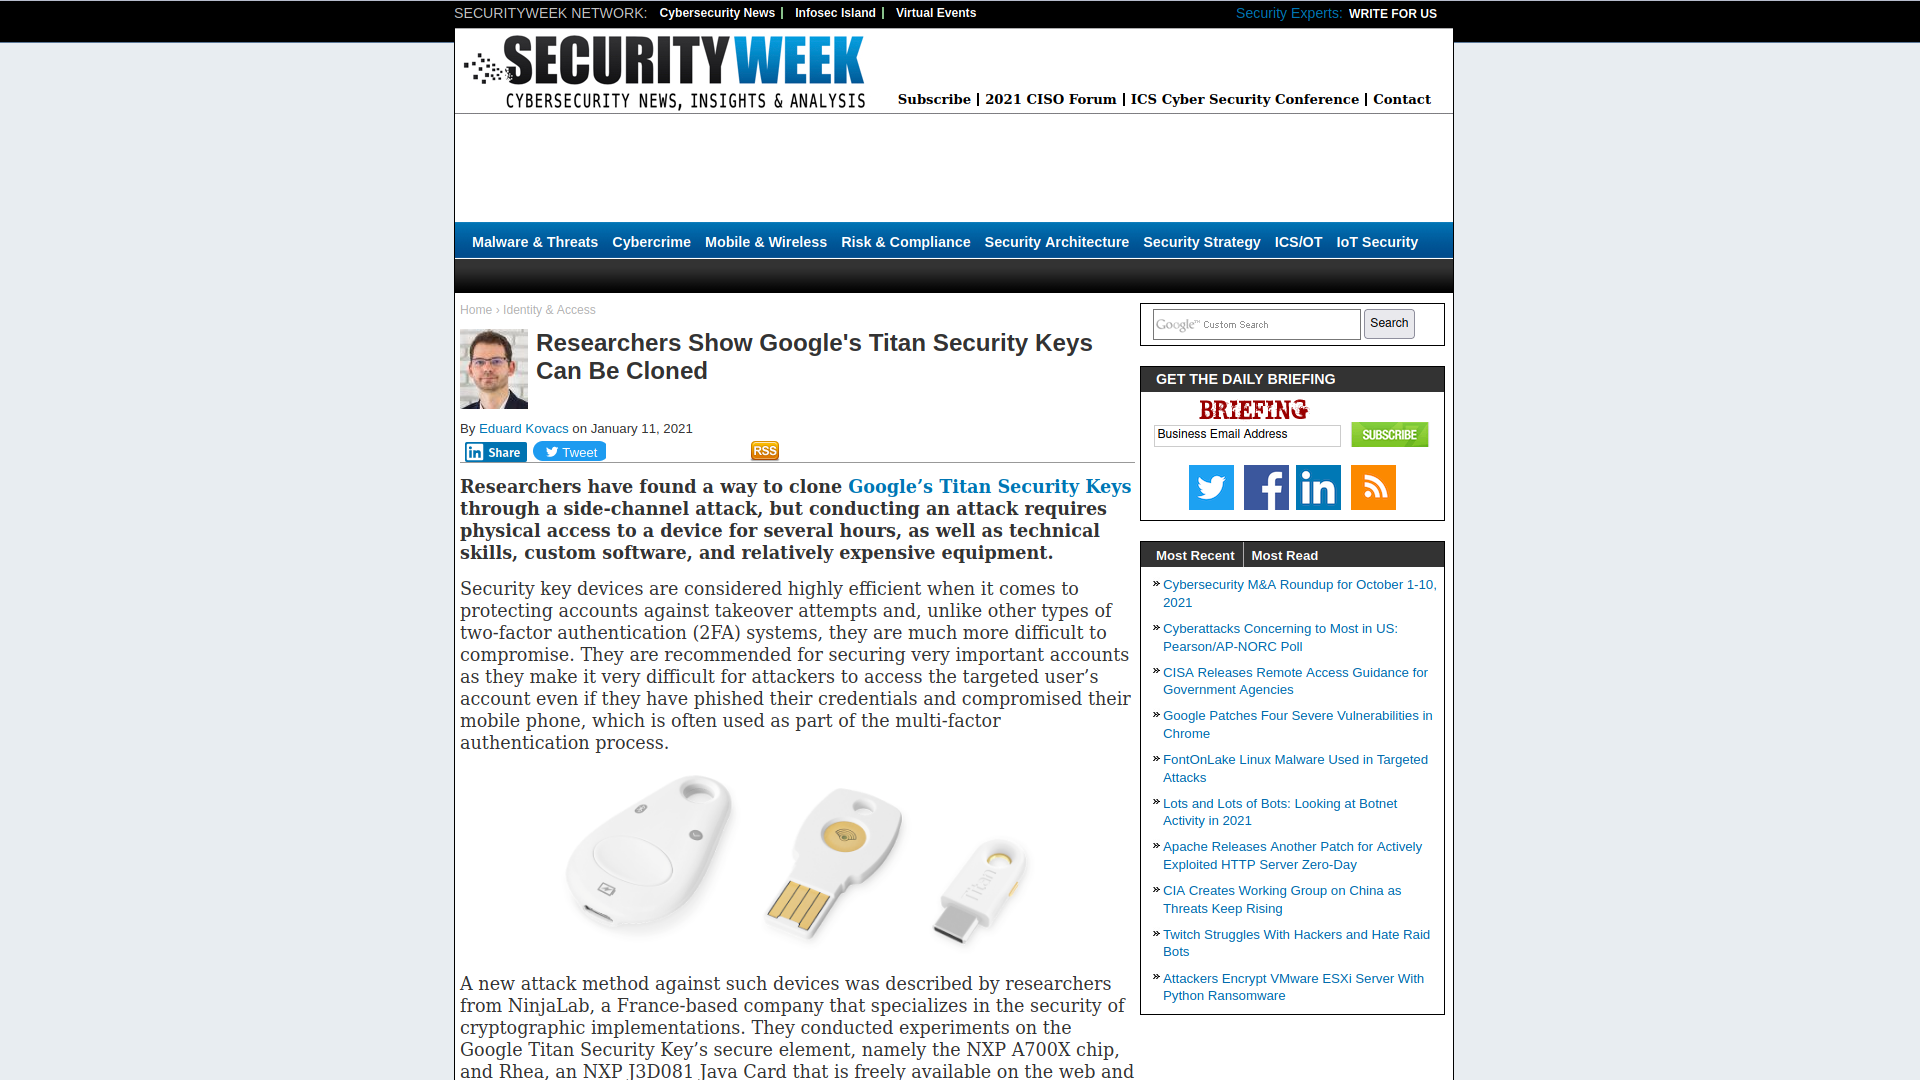 SECURITYWEEK NETWORK: Cybersecurity News | Infosec Island | Virtual Events
Security Experts: WRITE FOR US
SECURITYWEEK
CYBERSECURITY NEWS, INSIGHTS & ANALYSIS
Subscribe | 2021 CISO Forum | ICS Cyber Security Conference | Contact
Malware & Threats Cybercrime Mobile & Wireless Risk & Compliance Security Architecture Security Strategy ICS/OT IoT Security
Home › Identity & Access
Researchers Show Google's Titan Security Keys
Can Be Cloned
By Eduard Kovacs on January 11, 2021
in Share Tweet RSS
Researchers have found a way to clone Google’s Titan Security Keys
through a side-channel attack, but conducting an attack requires
physical access to a device for several hours, as well as technical
skills, custom software, and relatively expensive equipment.
Security key devices are considered highly efficient when it comes to
protecting accounts against takeover attempts and, unlike other types of
two-factor authentication (2FA) systems, they are much more difficult to
compromise. They are recommended for securing very important accounts
as they make it very difficult for attackers to access the targeted user’s
account even if they have phished their credentials and compromised their
mobile phone, which is often used as part of the multi-factor
authentication process.
Titan
A new attack method against such devices was described by researchers
from NinjaLab, a France-based company that specializes in the security of
cryptographic implementations. They conducted experiments on the
Google Titan Security Key’s secure element, namely the NXP A700X chip,
and Rhea, an NXP J3D081 Java Card that is freely available on the web and
Google™ Custom Search Search
GET THE DAILY BRIEFING
BRIEFING
Business Email Address SUBSCRIBE
f in
Most Recent Most Read
» Cybersecurity M&A Roundup for October 1-10,
2021
» Cyberattacks Concerning to Most in US:
Pearson/AP-NORC Poll
» CISA Releases Remote Access Guidance for
Government Agencies
» Google Patches Four Severe Vulnerabilities in
Chrome
» FontOnLake Linux Malware Used in Targeted
Attacks
» Lots and Lots of Bots: Looking at Botnet
Activity in 2021
» Apache Releases Another Patch for Actively
Exploited HTTP Server Zero-Day
» CIA Creates Working Group on China as
Threats Keep Rising
» Twitch Struggles With Hackers and Hate Raid
Bots
» Attackers Encrypt VMware ESXi Server With
Python Ransomware